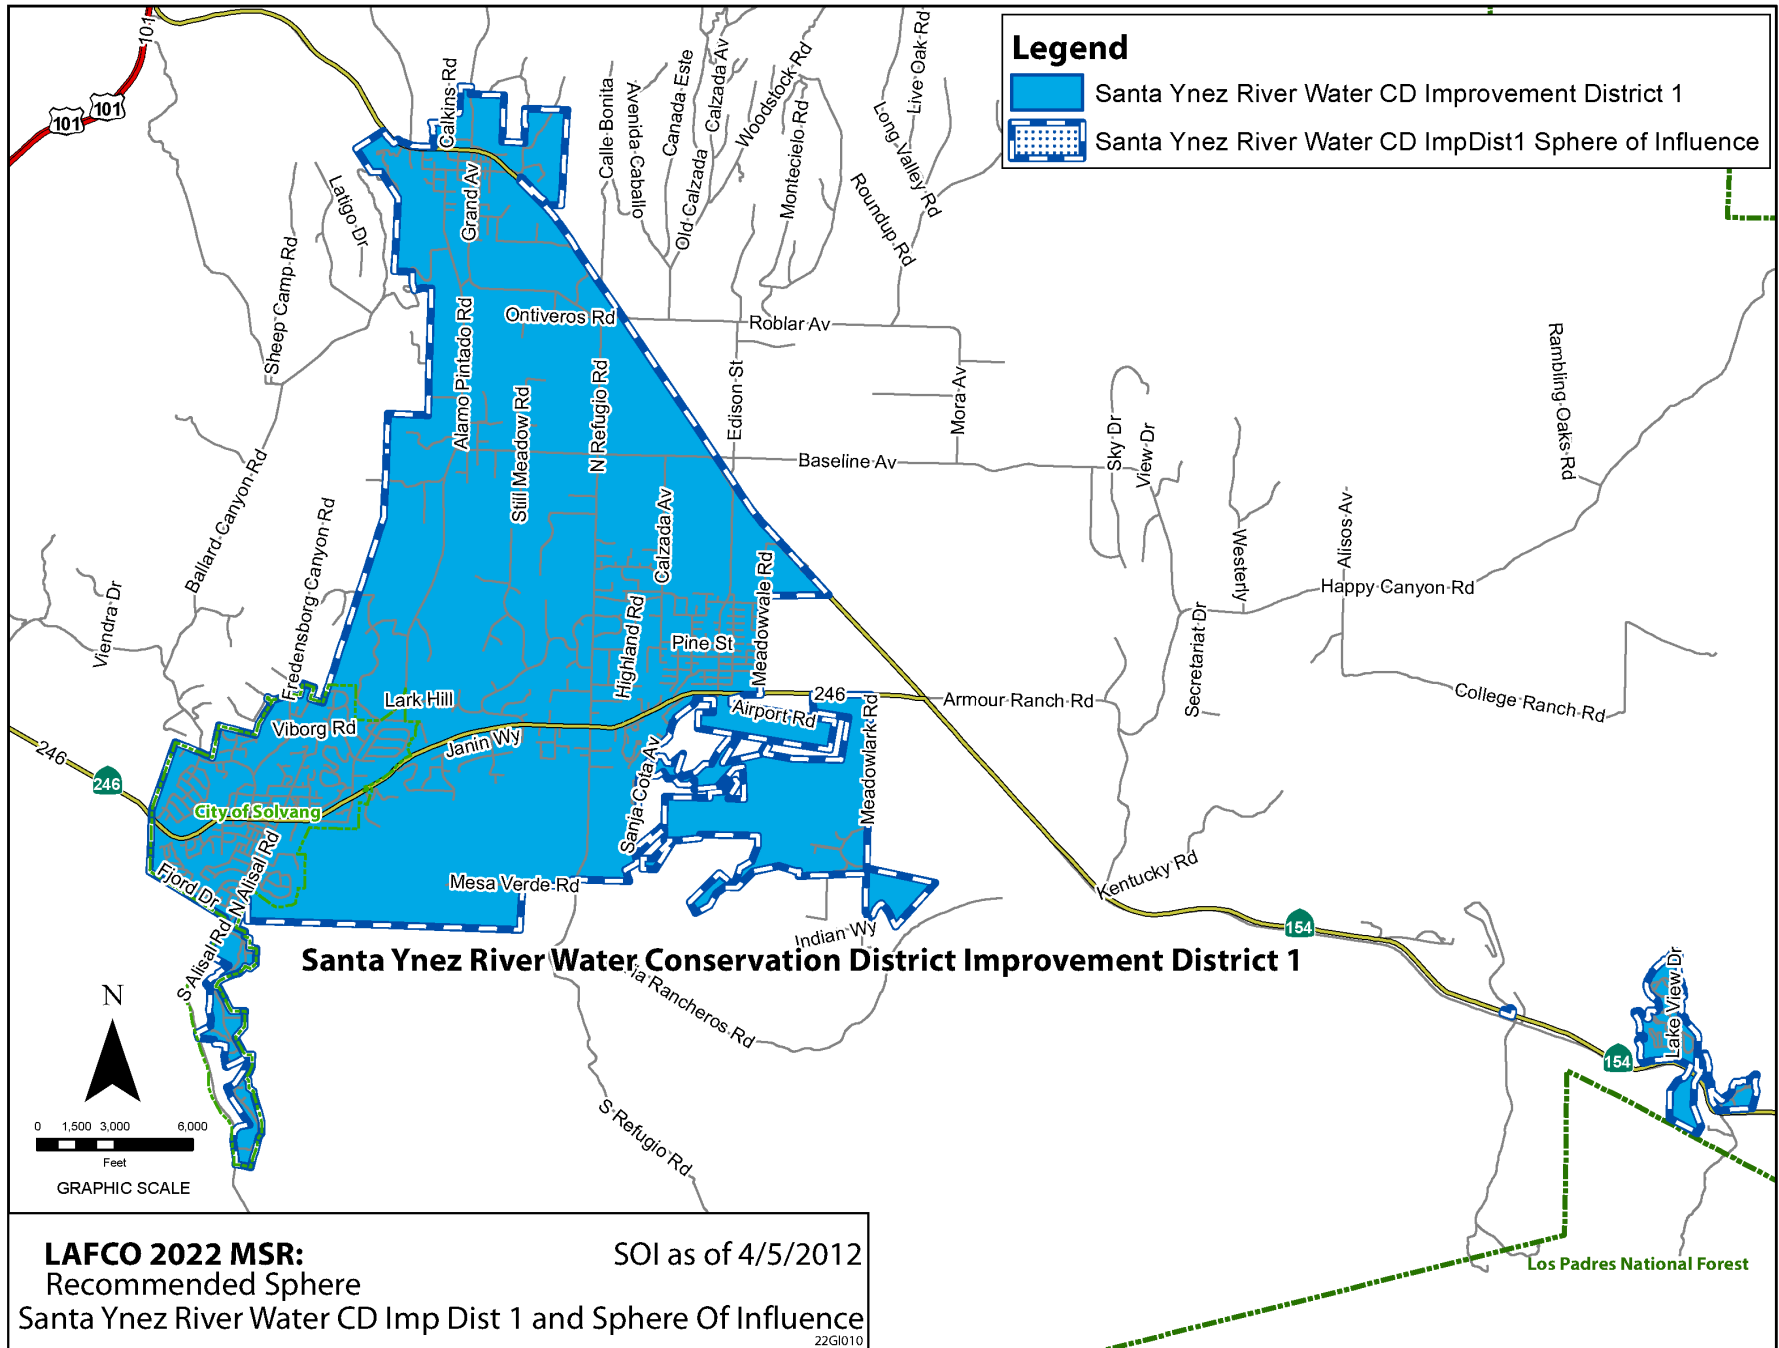 Legend
Santa Ynez River Water CD Improvement District 1
Santa Ynez River Water CD ImpDist1 Sphere of Influence
101
101
101
Calkins Rd
Grand Av
Latigo Dr
Sheep Camp Rd
Calle Bonita
Avenida Caballo
Canada Este
Old Calzada
Calzada Av
Woodstock Rd
Montecielo Rd
Live Oak Rd
Long Valley Rd
Roundup Rd
Alamo Pintado Rd
Ontiveros Rd
Roblar Av
Still Meadow Rd
N Refugio Rd
Edison St
Mora Av
Baseline Av
Sky Dr
View Dr
Rambling Oaks Rd
Ballard Canyon Rd
Fredensborg Canyon Rd
Calzada Av
Westerly
Alisos Av
Happy Canyon Rd
Viendra Dr
Highland Rd
Pine St
Meadowvale Rd
Secretariat Dr
Lark Hill
Viborg Rd
246
Armour Ranch Rd
College Ranch Rd
Airport Rd
Janin Wy
246
246
Sanja Cota Av
Meadowlark Rd
City of Solvang
Fjord Dr
N Alisal Rd
Mesa Verde Rd
Kentucky Rd
Indian Wy
S Alisal Rd
154
Santa Ynez River Water Conservation District Improvement District 1
ia Rancheros Rd
Lake View Dr
154
S Refugio Rd
N
0 1,500 3,000 6,000
Feet
GRAPHIC SCALE
Los Padres National Forest
LAFCO 2022 MSR:
SOI as of 4/5/2012
Recommended Sphere
Santa Ynez River Water CD Imp Dist 1 and Sphere Of Influence
22GI010